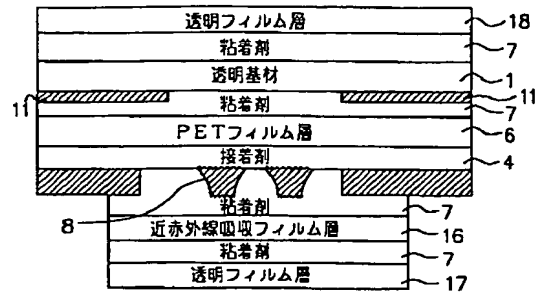 透明フィルム層 18
粘着剤 7
透明基材 1
11 粘着剤 11
7
PETフィルム層 6
接着剤 4
8 粘着剤 7
近赤外線吸収フィルム層 16
粘着剤 7
透明フィルム層 17